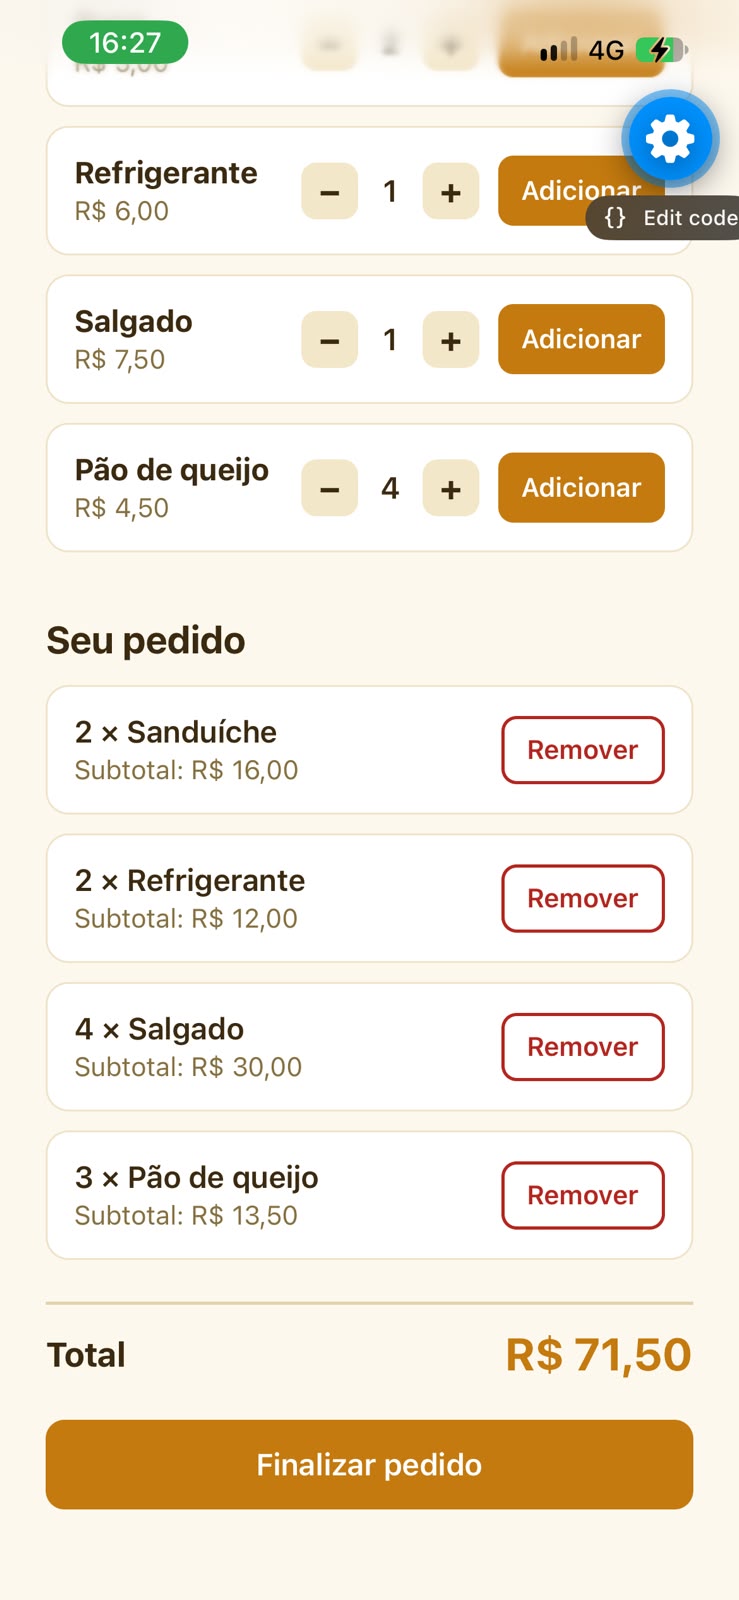 16:27
4G
Refrigerante
R$ 6,00
− 1 +
Adicionar
{} Edit code
Salgado
R$ 7,50
− 1 +
Adicionar
Pão de queijo
R$ 4,50
− 4 +
Adicionar
Seu pedido
2 × Sanduíche
Subtotal: R$ 16,00
Remover
2 × Refrigerante
Subtotal: R$ 12,00
Remover
4 × Salgado
Subtotal: R$ 30,00
Remover
3 × Pão de queijo
Subtotal: R$ 13,50
Remover
Total
R$ 71,50
Finalizar pedido